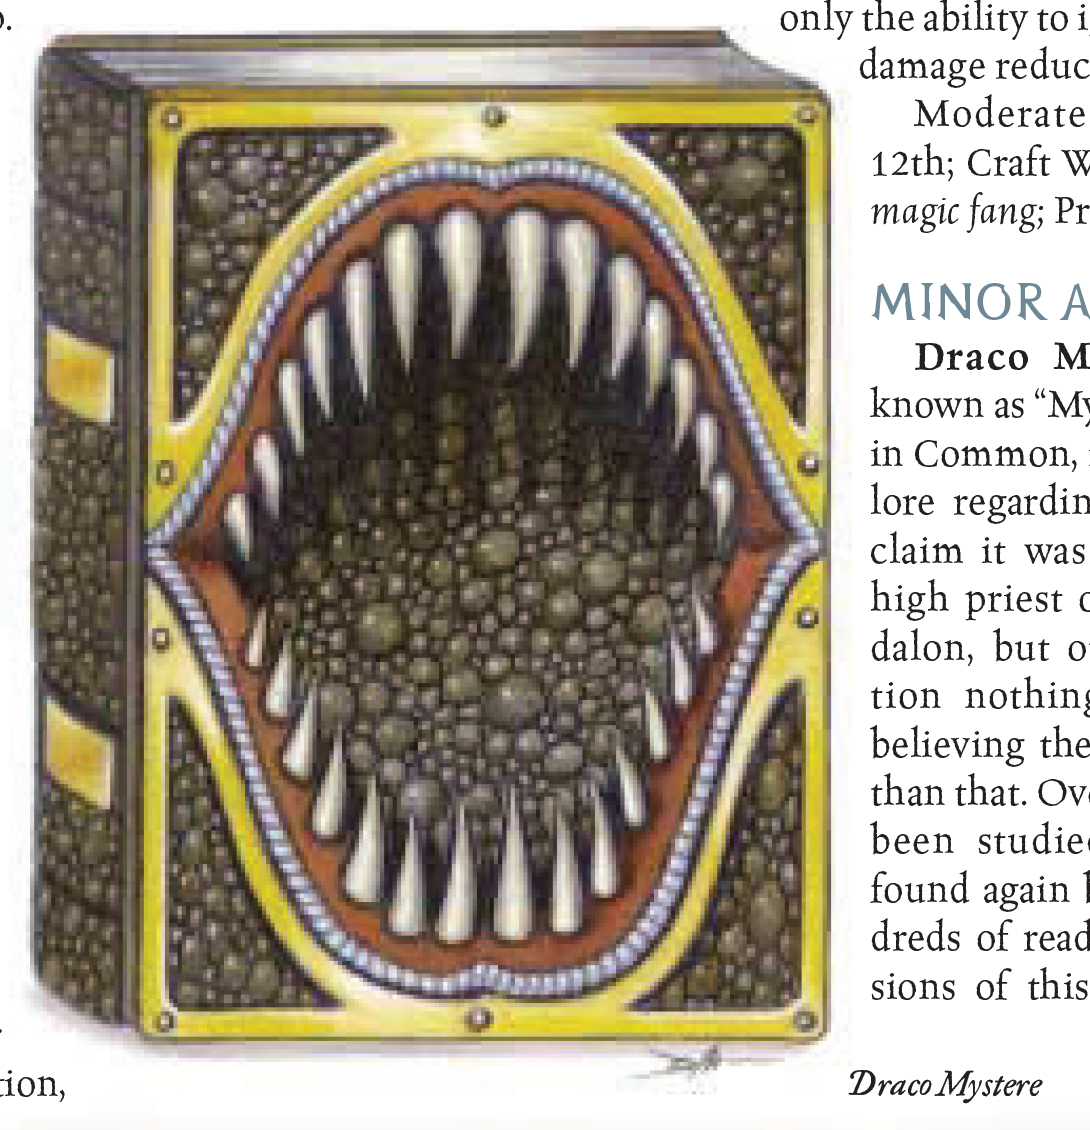 o.
only the ability to i
damage reduc
Moderate
12th; Craft W
magic fang; Pr
MINOR A
Draco M
known as “My
in Common,
lore regardin
claim it was
high priest o
dalon, but o
tion nothing
believing the
than that. Ov
been studied
found again
dreds of read
sions of this
tion,
Draco Mystere